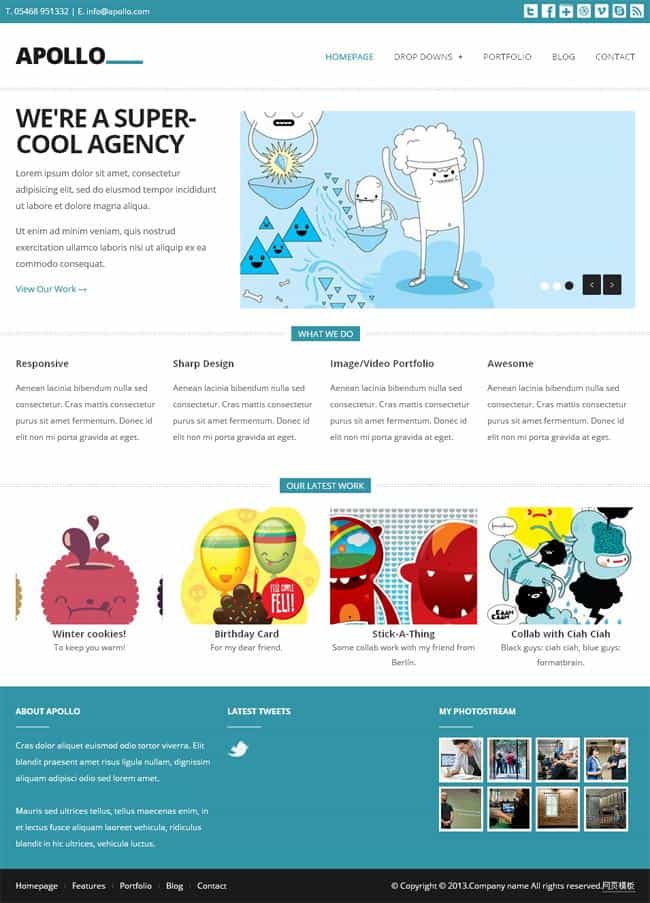 T. 05468 951332 | E. info@apollo.com
APOLLO
HOMEPAGE DROP DOWNS + PORTFOLIO BLOG CONTACT
WE'RE A SUPER-
COOL AGENCY
Lorem ipsum dolor sit amet, consectetur
adipisicing elit, sed do eiusmod tempor incididunt
ut labore et dolore magna aliqua.
Ut enim ad minim veniam, quis nostrud
exercitation ullamco laboris nisi ut aliquip ex ea
commodo consequat.
View Our Work →
WHAT WE DO
Responsive
Aenean lacinia bibendum nulla sed
consectetur. Cras mattis consectetur
purus sit amet fermentum. Donec id
elit non mi porta gravida at eget.
Sharp Design
Aenean lacinia bibendum nulla sed
consectetur. Cras mattis consectetur
purus sit amet fermentum. Donec id
elit non mi porta gravida at eget.
Image/Video Portfolio
Aenean lacinia bibendum nulla sed
consectetur. Cras mattis consectetur
purus sit amet fermentum. Donec id
elit non mi porta gravida at eget.
Awesome
Aenean lacinia bibendum nulla sed
consectetur. Cras mattis consectetur
purus sit amet fermentum. Donec id
elit non mi porta gravida at eget.
OUR LATEST WORK
Winter cookies!
To keep you warm!
FELIZ CUMPLE
FELI!
Birthday Card
For my dear friend.
Stick-A-Thing
Some collab work with my friend from
Berlin.
CIAH
CIAH
Collab with Ciah Ciah
Black guys: ciah ciah, blue guys:
formatbrain.
ABOUT APOLLO
Cras dolor aliquet euismod odio tortor viverra. Elit
blandit praesent amet risus ligula nullam, dignissim
aliquam adipisci odio sed lorem amet.
Mauris sed ultrices tellus, tellus maecenas enim, in
et lectus fusce aliquam laoreet vehicula, ridiculus
blandit in hic ultrices, vehicula luctus.
LATEST TWEETS
MY PHOTOSTREAM
Homepage Features Portfolio Blog Contact
© Copyright © 2013.Company name All rights reserved.网页模板